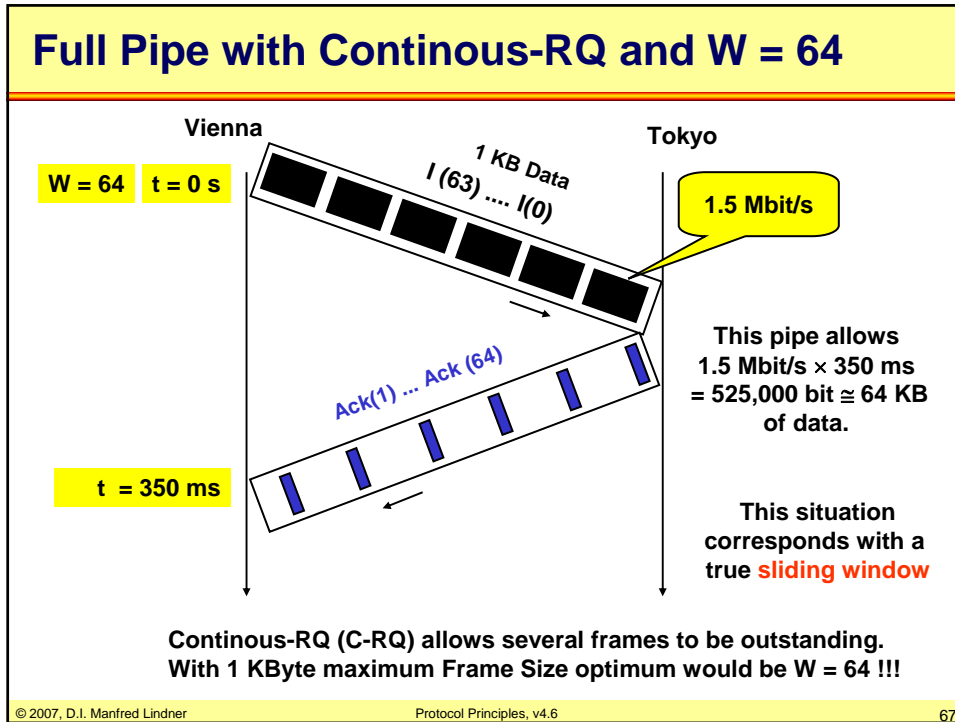 Full Pipe with Continous-RQ and W = 64
Vienna
Tokyo
W = 64
t = 0 s
1 KB Data
I (63) .... I(0)
1.5 Mbit/s
This pipe allows
1.5 Mbit/s × 350 ms
= 525,000 bit ≅ 64 KB
of data.
Ack(1) ... Ack (64)
t = 350 ms
This situation
corresponds with a
true sliding window
Continous-RQ (C-RQ) allows several frames to be outstanding.
With 1 KByte maximum Frame Size optimum would be W = 64 !!!
© 2007, D.I. Manfred Lindner
Protocol Principles, v4.6
67